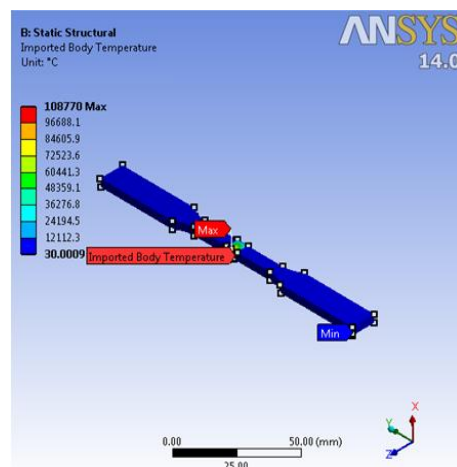 B: Static Structural
Imported Body Temperature
Unit: °C
ANSYS
14.0
108770 Max
96688.1
84605.9
72523.6
60441.3
48359.1
36276.8
24194.5
12112.3
30.0009
Max
Imported Body Temperature
Min
0.00
50.00 (mm)
25.00
X
Y
Z